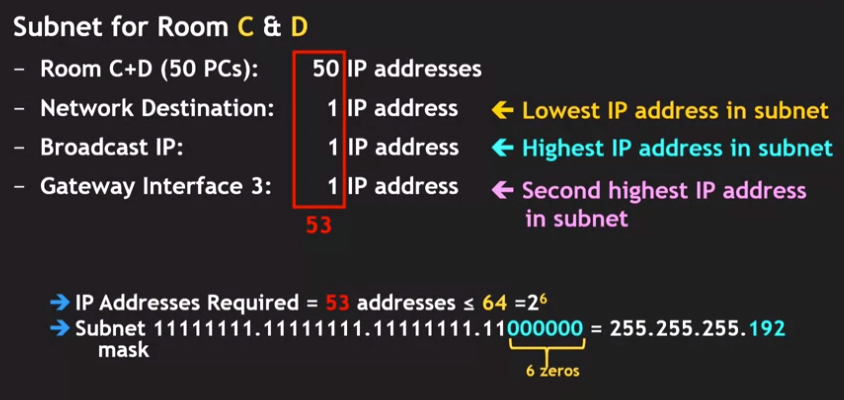 Subnet for Room C & D
– Room C+D (50 PCs): 50 IP addresses
– Network Destination: 1 IP address ← Lowest IP address in subnet
– Broadcast IP: 1 IP address ← Highest IP address in subnet
– Gateway Interface 3: 1 IP address ← Second highest IP address
in subnet
53
→ IP Addresses Required = 53 addresses ≤ 64 =2⁶
→ Subnet 11111111.11111111.11111111.11000000 = 255.255.255.192
mask
6 zeros